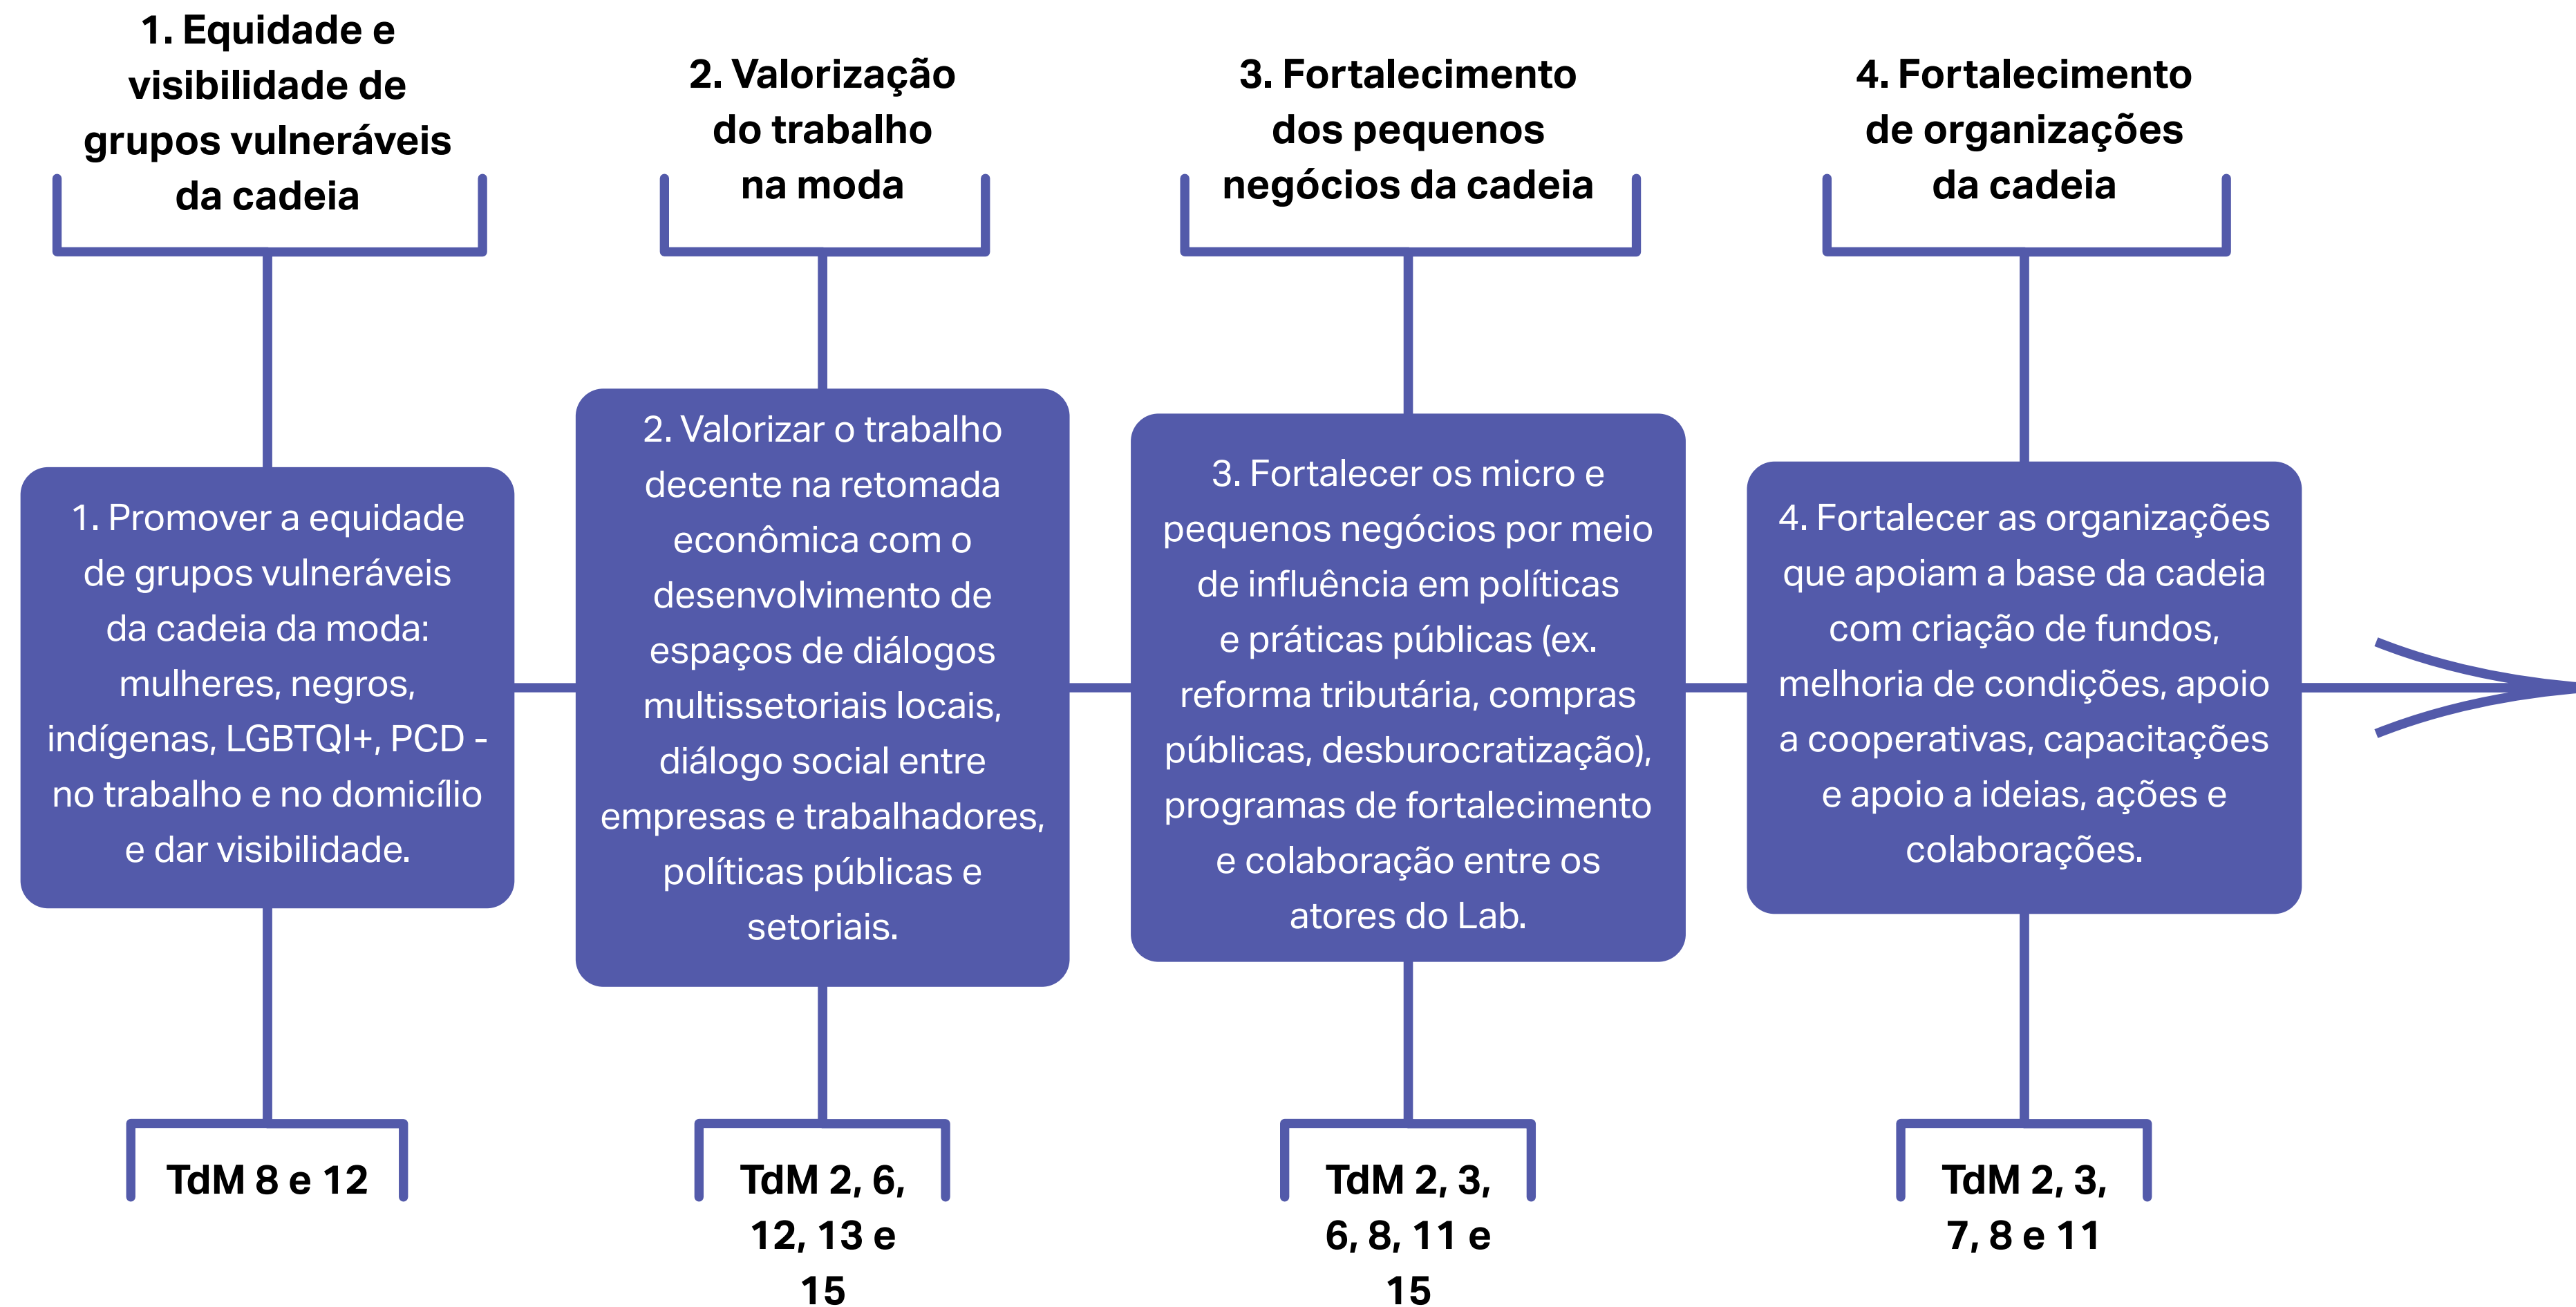 1. Equidade e
visibilidade de
grupos vulneráveis
da cadeia
2. Valorização
do trabalho
na moda
3. Fortalecimento
dos pequenos
negócios da cadeia
4. Fortalecimento
de organizações
da cadeia
1. Promover a equidade
de grupos vulneráveis
da cadeia da moda:
mulheres, negros,
indígenas, LGBTQI+, PCD -
no trabalho e no domicílio
e dar visibilidade.
2. Valorizar o trabalho
decente na retomada
econômica com o
desenvolvimento de
espaços de diálogos
multissetoriais locais,
diálogo social entre
empresas e trabalhadores,
políticas públicas e
setoriais.
3. Fortalecer os micro e
pequenos negócios por meio
de influência em políticas
e práticas públicas (ex.
reforma tributária, compras
públicas, desburocratização),
programas de fortalecimento
e colaboração entre os
atores do Lab.
4. Fortalecer as organizações
que apoiam a base da cadeia
com criação de fundos,
melhoria de condições, apoio
a cooperativas, capacitações
e apoio a ideias, ações e
colaborações.
TdM 8 e 12
TdM 2, 6,
12, 13 e
15
TdM 2, 3,
6, 8, 11 e
15
TdM 2, 3,
7, 8 e 11